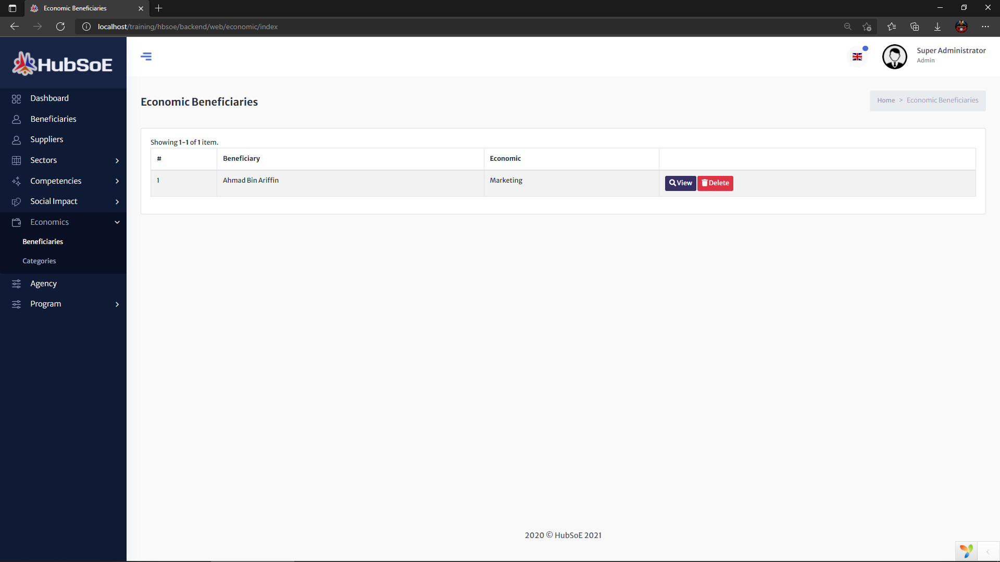 Economic Beneficiaries
localhost/training/hbsoe/backend/web/economic/index
HubSoE
Super Administrator
Admin
Dashboard
Beneficiaries
Suppliers
Sectors
Competencies
Social Impact
Economics
Beneficiaries
Categories
Agency
Program
Economic Beneficiaries
Home > Economic Beneficiaries
Showing 1-1 of 1 item.
# Beneficiary Economic
1 Ahmad Bin Ariffin Marketing View Delete
2020 © HubSoE 2021